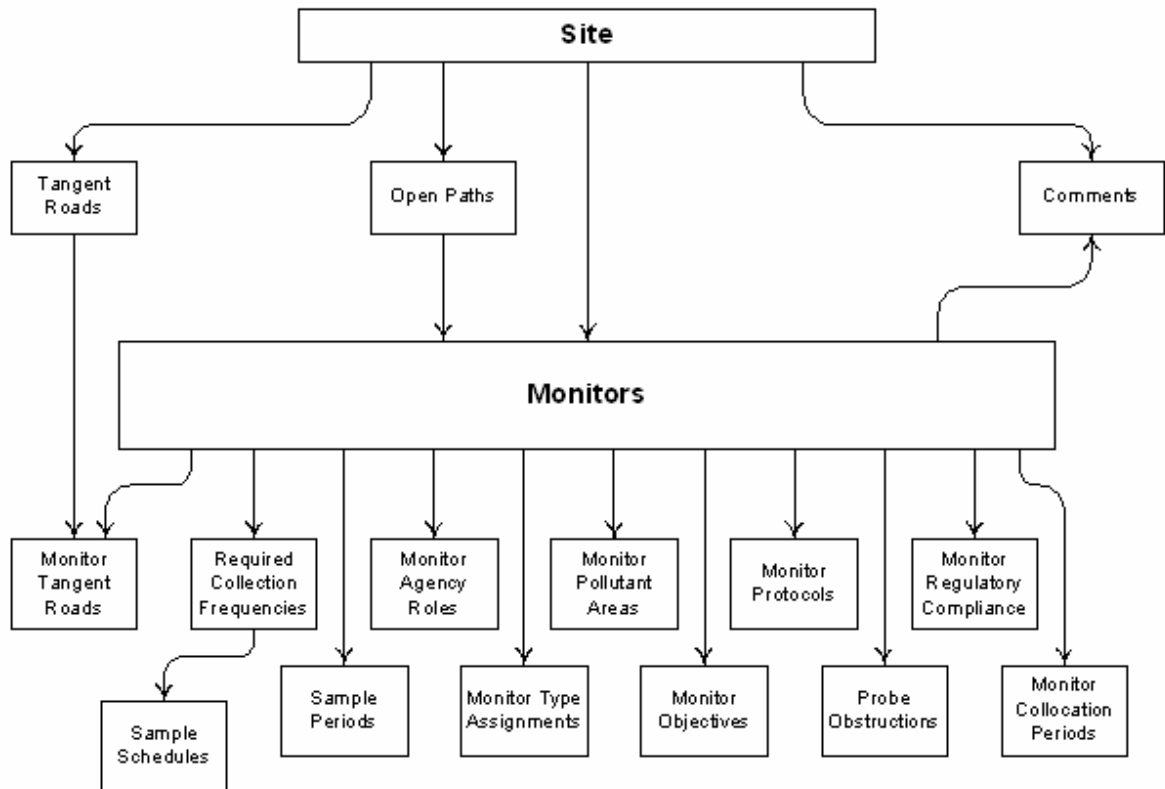 Site
Tangent
Roads
Open Paths
Comments
Monitors
Monitor
Tangent
Roads
Required
Collection
Frequencies
Monitor
Agency
Roles
Monitor
Pollutant
Areas
Monitor
Protocols
Monitor
Regulatory
Compliance
Sample
Schedules
Sample
Periods
Monitor Type
Assignments
Monitor
Objectives
Probe
Obstructions
Monitor
Collocation
Periods